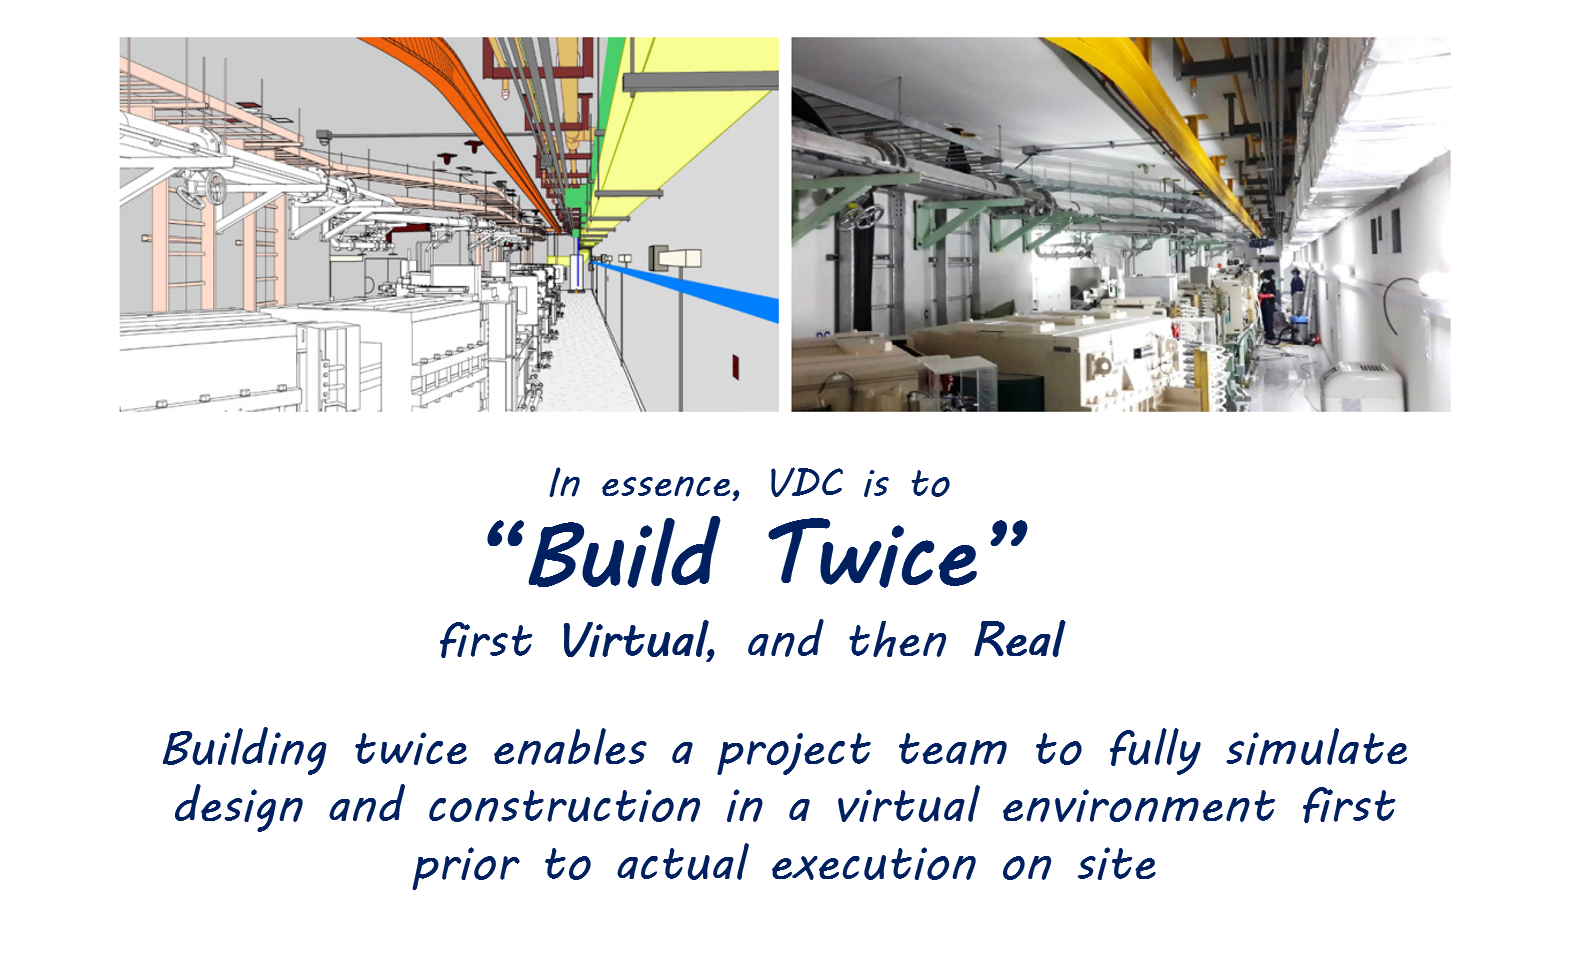 In essence, VDC is to
“Build Twice”
first Virtual, and then Real
Building twice enables a project team to fully simulate
design and construction in a virtual environment first
prior to actual execution on site